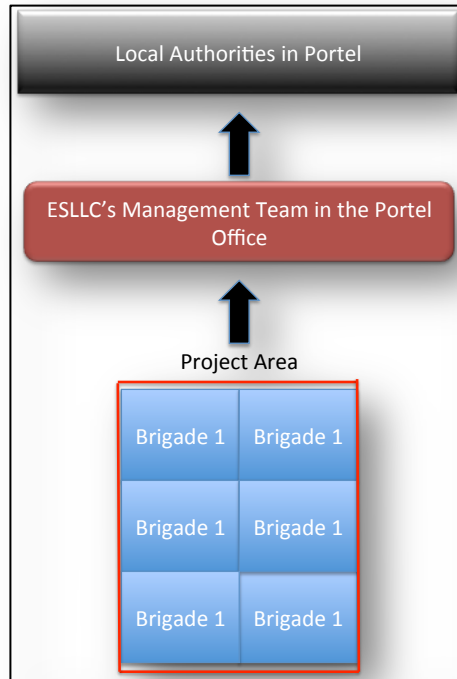 Local Authorities in Portel
ESLLC's Management Team in the Portel
Office
Project Area
Brigade 1 Brigade 1
Brigade 1 Brigade 1
Brigade 1 Brigade 1